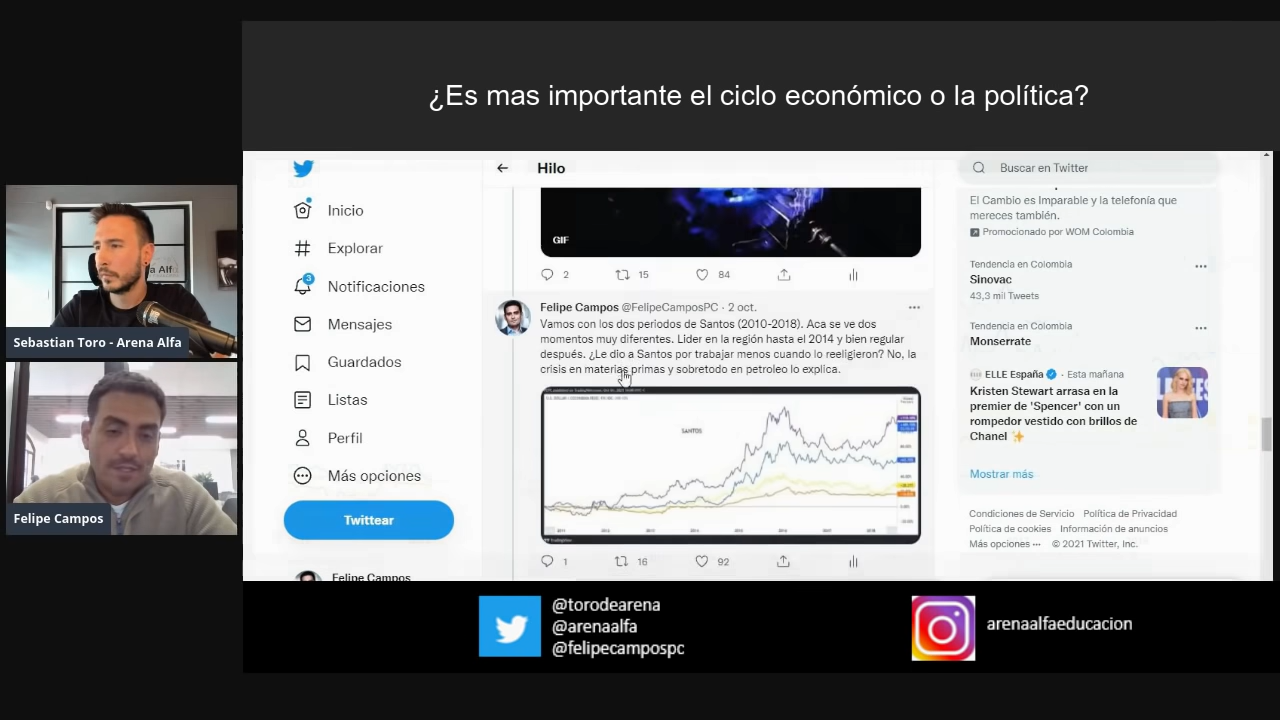 ¿Es mas importante el ciclo económico o la política?
Sebastian Toro - Arena Alfa
Felipe Campos
Inicio
Explorar
3
Notificaciones
Mensajes
Guardados
Listas
Perfil
Más opciones
Twittear
Felipe Campos
Hilo
GIF
2 15 84
Felipe Campos @FelipeCamposPC · 2 oct.
Vamos con los dos periodos de Santos (2010-2018). Aca se ve dos
momentos muy diferentes. Lider en la región hasta el 2014 y bien regular
después. ¿Le dio a Santos por trabajar menos cuando lo reeligieron? No, la
crisis en materias primas y sobretodo en petroleo lo explica.
SANTOS
1 16 92
Buscar en Twitter
El Cambio es Imparable y la telefonía que
mereces también.
Promocionado por WOM Colombia
Tendencia en Colombia
Sinovac
43,3 mil Tweets
Tendencia en Colombia
Monserrate
ELLE España · Esta mañana
Kristen Stewart arrasa en la
premier de 'Spencer' con un
rompedor vestido con brillos de
Chanel
Mostrar más
Condiciones de Servicio Política de Privacidad
Política de cookies Información de anuncios
Más opciones ··· © 2021 Twitter, Inc.
@torodearena
@arenaalfa
@felipecampospc
arenaalfaeducacion